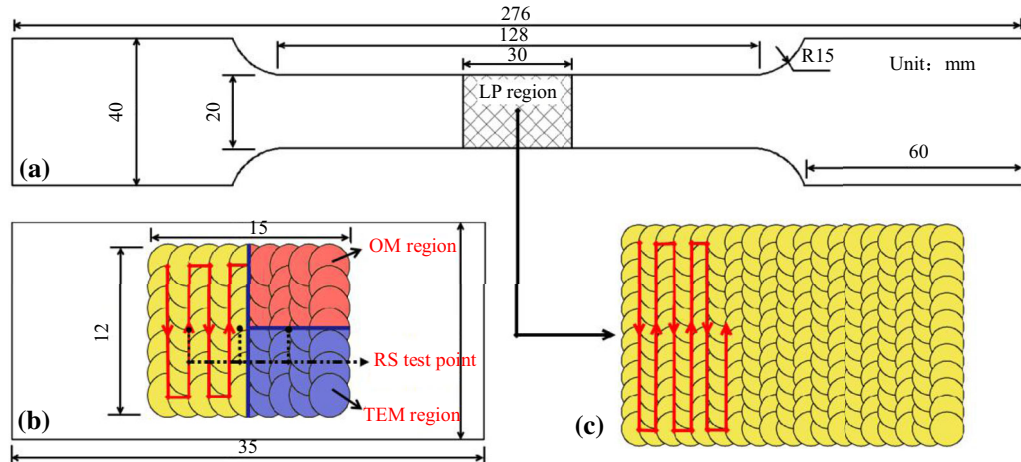 276
128
30
R15
Unit：mm
LP region
40
20
60
(a)
15
OM region
12
RS test point
TEM region
(b)
35
(c)